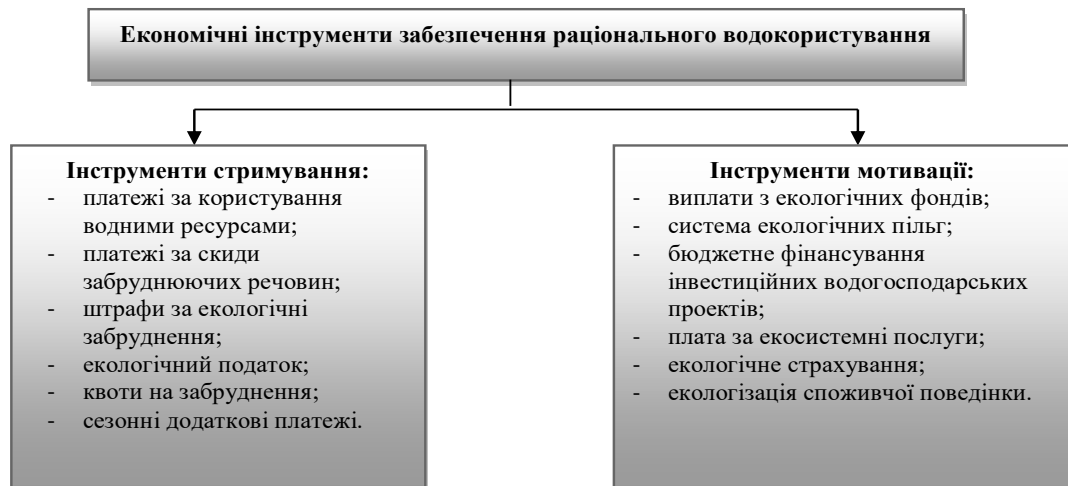 Економічні інструменти забезпечення раціонального водокористування
Інструменти стримування:
- платежі за користування
водними ресурсами;
- платежі за скиди
забруднюючих речовин;
- штрафи за екологічні
забруднення;
- екологічний податок;
- квоти на забруднення;
- сезонні додаткові платежі.
Інструменти мотивації:
- виплати з екологічних фондів;
- система екологічних пільг;
- бюджетне фінансування
інвестиційних водогосподарських
проектів;
- плата за екосистемні послуги;
- екологічне страхування;
- екологізація споживчої поведінки.